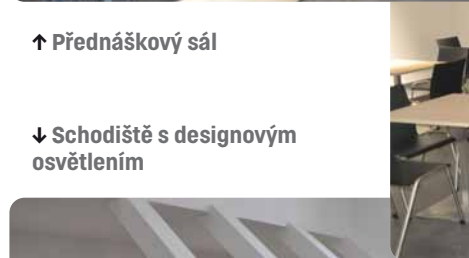 ↑ Přednáškový sál
↓ Schodiště s designovým
osvětlením